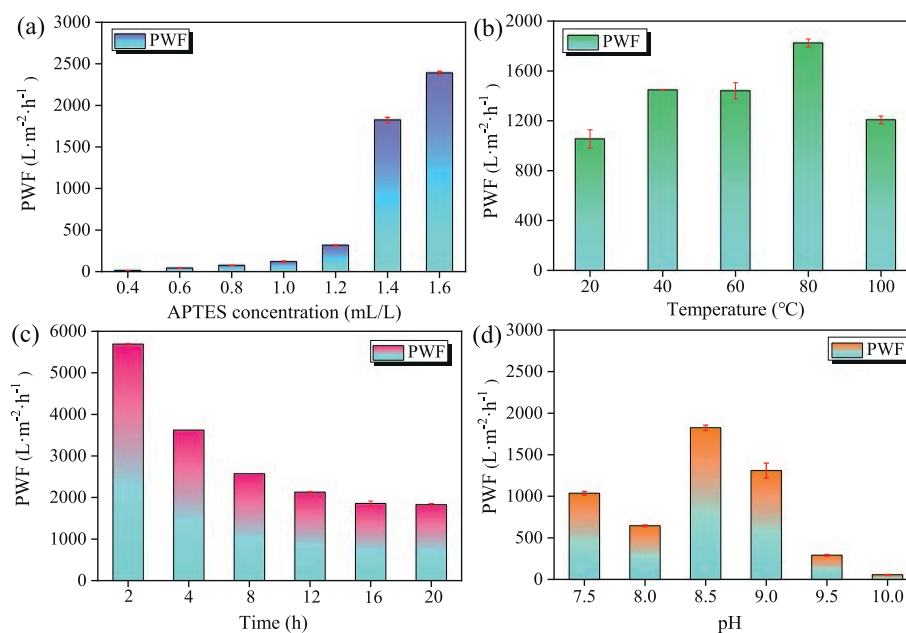 (a)
PWF
PWF (L·m⁻²·h⁻¹)
3000
2500
2000
1500
1000
500
0
0.4 0.6 0.8 1.0 1.2 1.4 1.6
APTES concentration (mL/L)
(b)
PWF
PWF (L·m⁻²·h⁻¹)
2000
1600
1200
800
400
0
20 40 60 80 100
Temperature (℃)
(c)
PWF
PWF (L·m⁻²·h⁻¹)
6000
5000
4000
3000
2000
1000
0
2 4 8 12 16 20
Time (h)
(d)
PWF
PWF (L·m⁻²·h⁻¹)
3000
2500
2000
1500
1000
500
0
7.5 8.0 8.5 9.0 9.5 10.0
pH